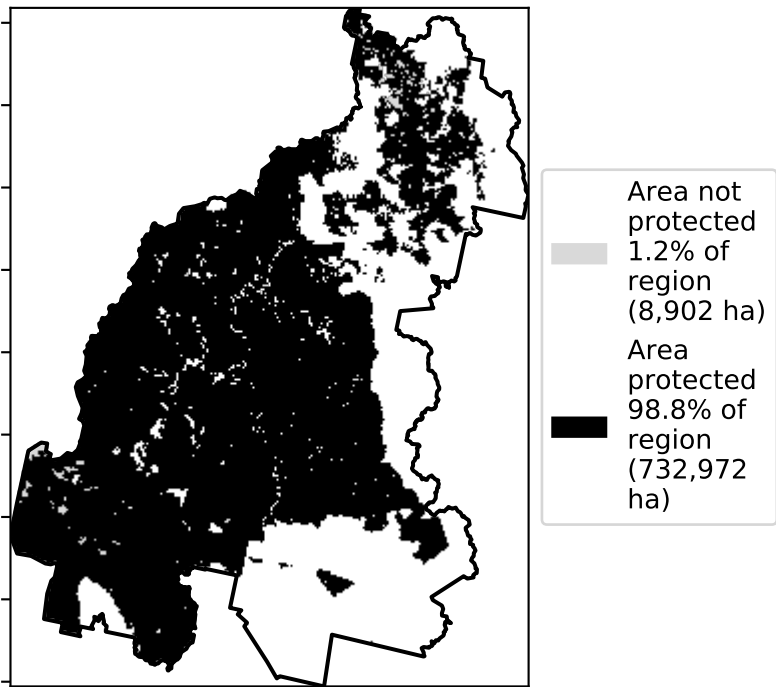 Area not
protected
1.2% of
region
(8,902 ha)
Area
protected
98.8% of
region
(732,972
ha)